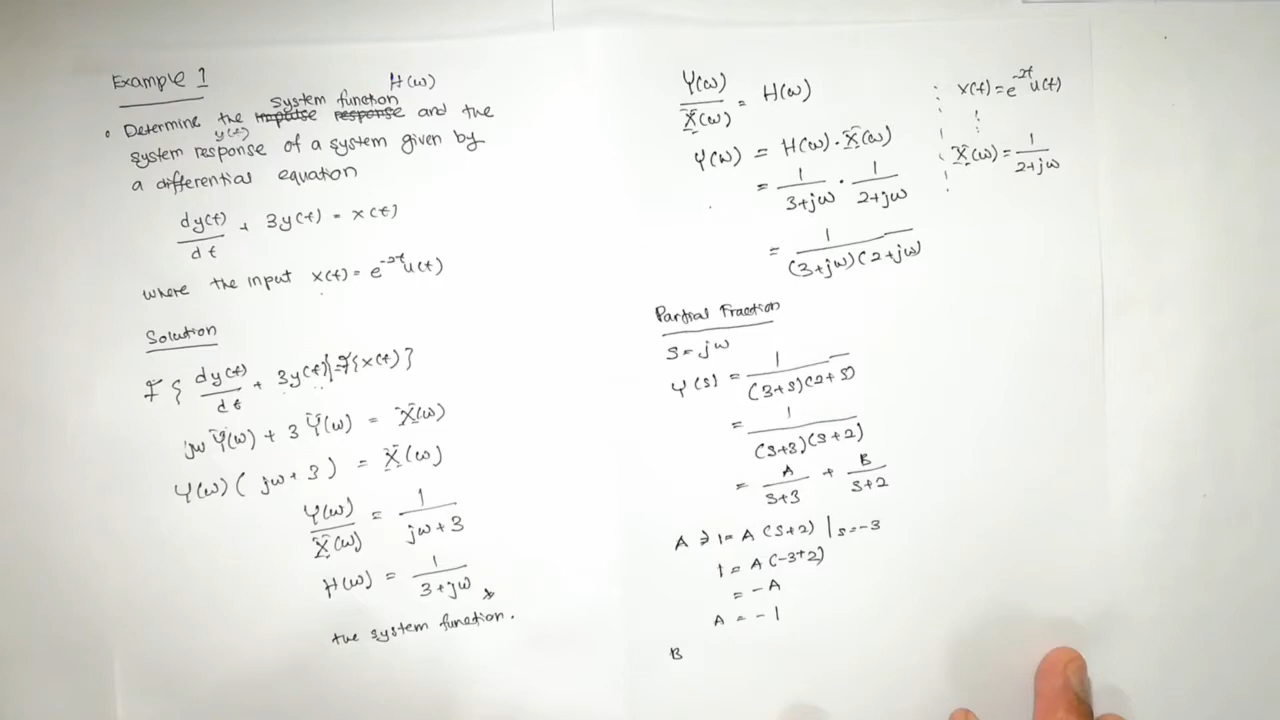 Example 1
H(ω)
system function
• Determine the impulse response and the
y(t)
system response of a system given by
a differential equation
dy(t)/dt + 3y(t) = x(t)
where the input x(t) = e^-2t u(t)
Solution
F { dy(t)/dt + 3y(t) } = F{x(t)}
jω Y(ω) + 3 Y(ω) = X(ω)
Y(ω) ( jω + 3 ) = X(ω)
Y(ω)/X(ω) = 1/(jω + 3)
H(ω) = 1/(3 + jω)
the system function.
Y(ω)/X(ω) = H(ω)
Y(ω) = H(ω) . X(ω)
= 1/(3+jω) . 1/(2+jω)
= 1/((3+jω)(2+jω))
x(t) = e^-2t u(t)
X(ω) = 1/(2+jω)
Partial Fraction
s = jω
Y(s) = 1/((3+s)(2+s))
= 1/((s+3)(s+2))
= A/(s+3) + B/(s+2)
A ⇒ 1 = A (s+2) | s=-3
1 = A(-3+2)
= -A
A = -1
B